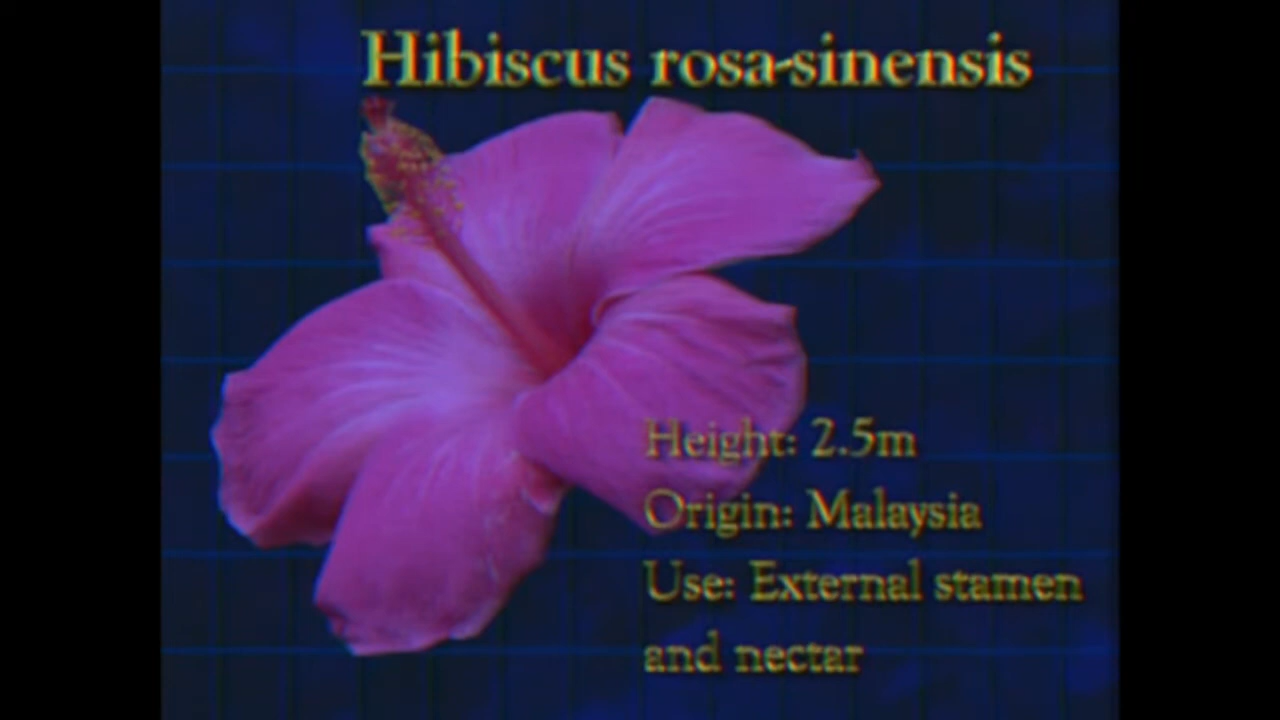 Hibiscus rosa-sinensis
Height: 2.5m
Origin: Malaysia
Use: External stamen
and nectar